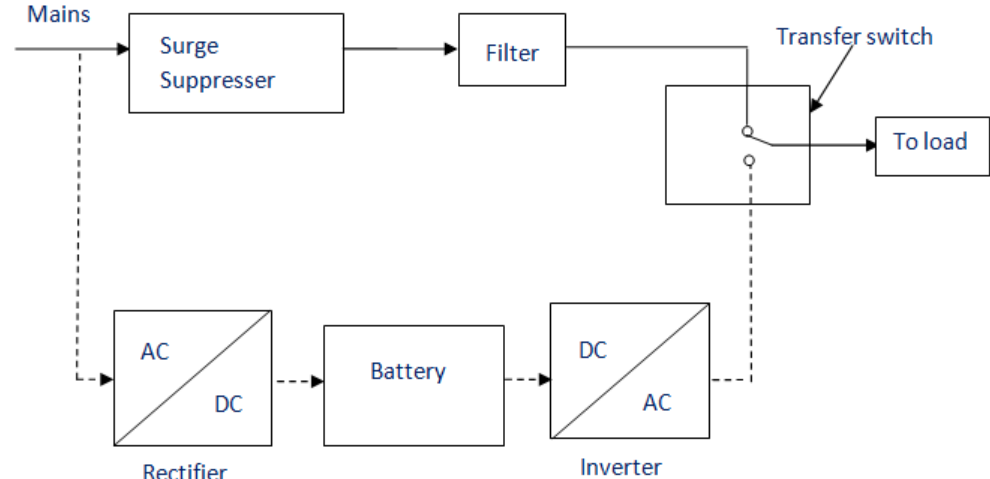 Mains
Surge
Suppresser
Filter
Transfer switch
To load
AC
DC
Battery
DC
AC
Rectifier
Inverter